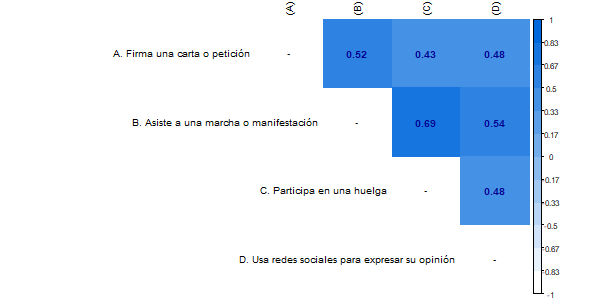 (A) (B) (C) (D)
A. Firma una carta o petición - 0.52 0.43 0.48
B. Asiste a una marcha o manifestación - 0.69 0.54
C. Participa en una huelga - 0.48
D. Usa redes sociales para expresar su opinión -
1
0.83
0.67
0.5
0.33
0.17
0
0.17
0.33
-0.5
0.67
0.83
-1